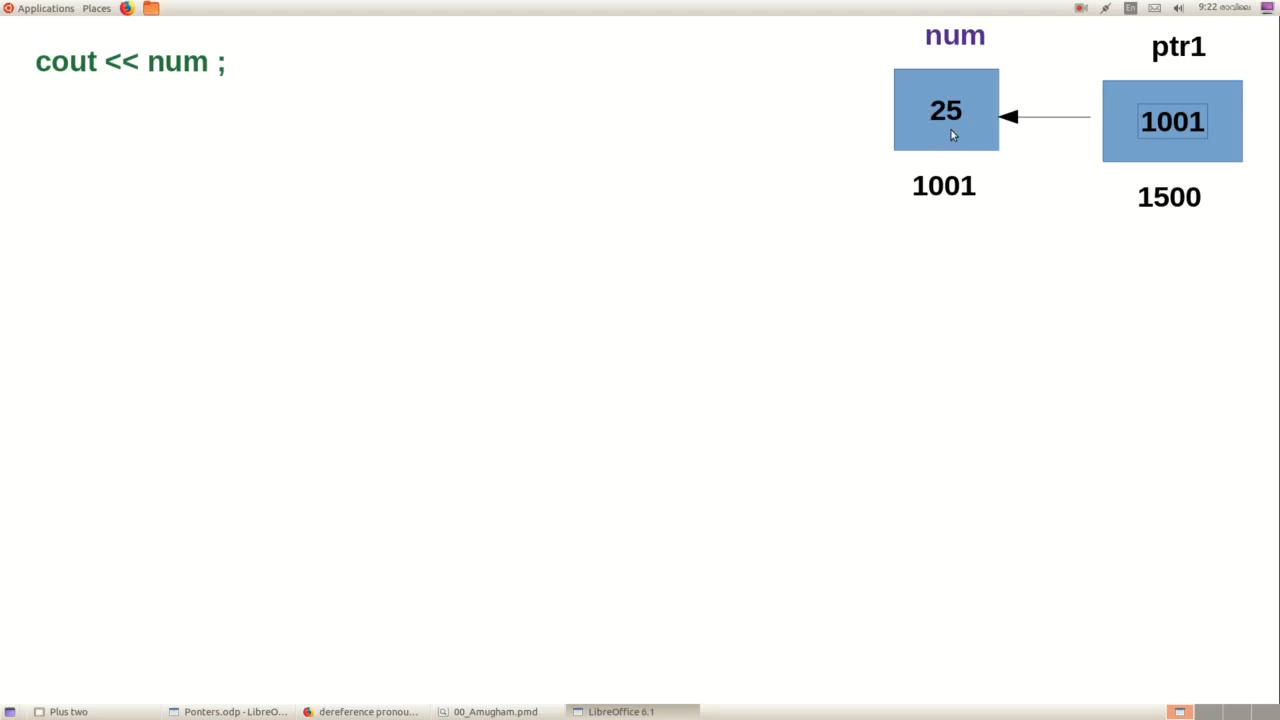 Applications Places En 9:22 രാവിലെ
cout << num ;
num
ptr1
25
1001
1001
1500
Plus two Ponters.odp - LibreO... dereference pronou... 00_Amugham.pmd LibreOffice 6.1